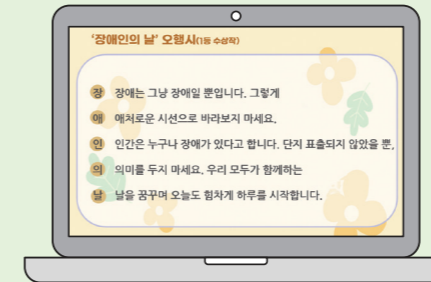 '장애인의 날' 오행시(1등 수상작)
장 장애는 그냥 장애일 뿐입니다. 그렇게
애 애처로운 시선으로 바라보지 마세요.
인 인간은 누구나 장애가 있다고 합니다. 단지 표출되지 않았을 뿐,
의 의미를 두지 마세요. 우리 모두가 함께하는
날 날을 꿈꾸며 오늘도 힘차게 하루를 시작합니다.